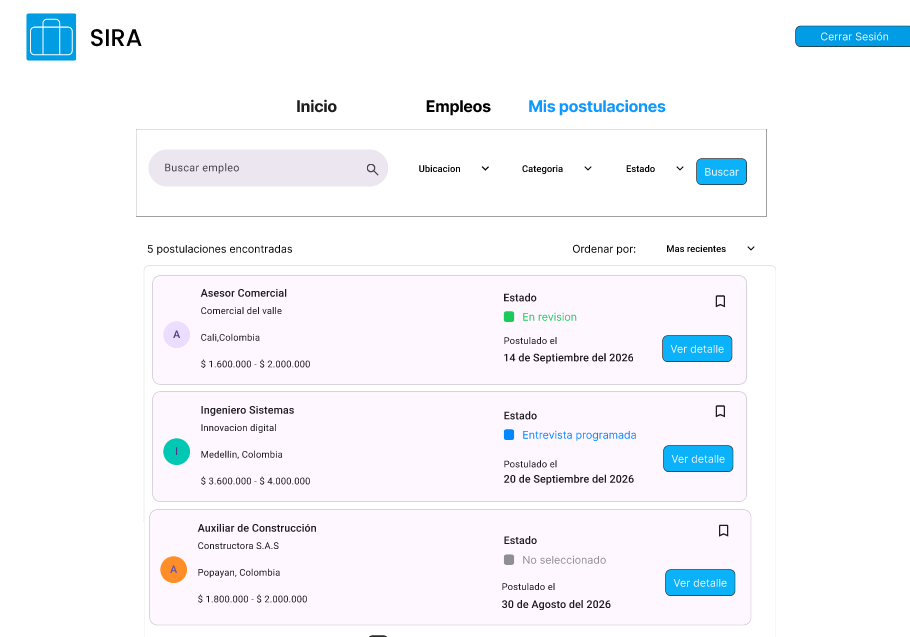 SIRA
Cerrar Sesión
Inicio
Empleos
Mis postulaciones
Buscar empleo
Ubicacion
Categoria
Estado
Buscar
5 postulaciones encontradas
Ordenar por:
Mas recientes
A
Asesor Comercial
Comercial del valle
Cali,Colombia
$ 1.600.000 - $ 2.000.000
Estado
En revision
Postulado el
14 de Septiembre del 2026
Ver detalle
I
Ingeniero Sistemas
Innovacion digital
Medellin, Colombia
$ 3.600.000 - $ 4.000.000
Estado
Entrevista programada
Postulado el
20 de Septiembre del 2026
Ver detalle
A
Auxiliar de Construcción
Constructora S.A.S
Popayan, Colombia
$ 1.800.000 - $ 2.000.000
Estado
No seleccionado
Postulado el
30 de Agosto del 2026
Ver detalle